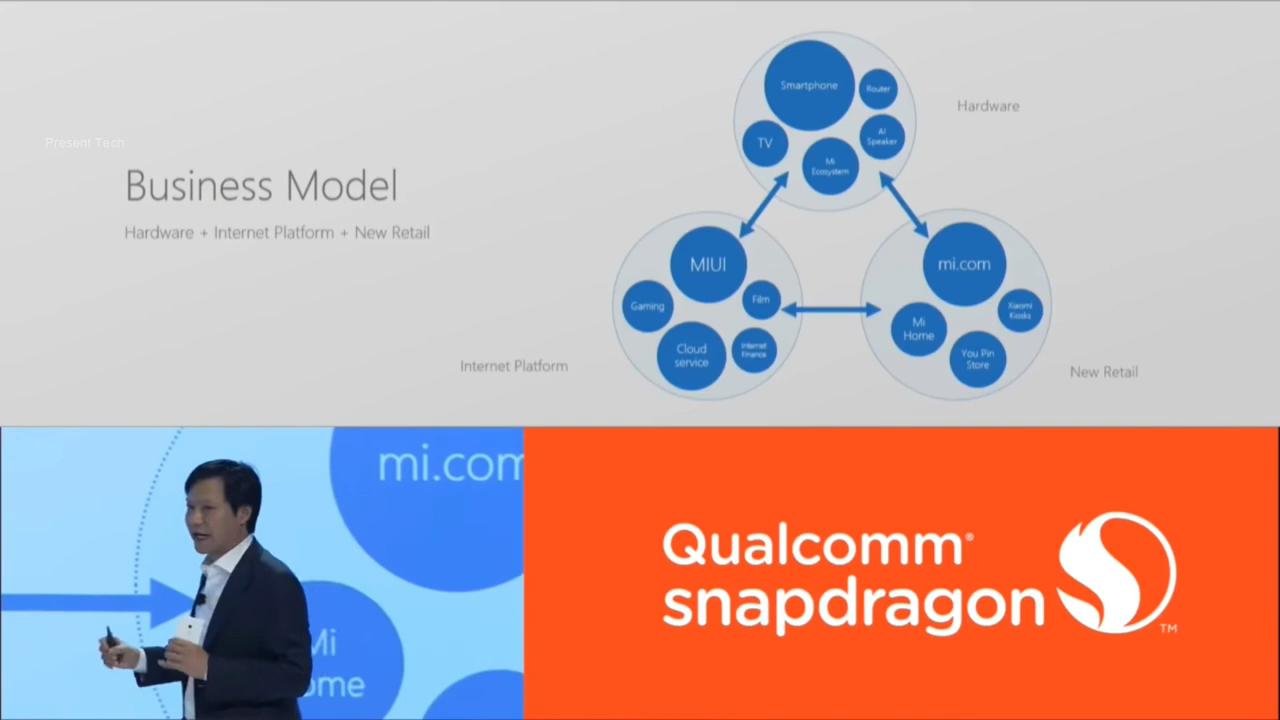 Present Tech
Business Model
Hardware + Internet Platform + New Retail
Smartphone
Router
TV
AI
Speaker
Mi
Ecosystem
Hardware
MIUI
Gaming
Film
Cloud
service
Internet
Finance
Internet Platform
mi.com
Mi
Home
Xiaomi
Kiosks
You Pin
Store
New Retail
mi.com
Mi
ome
Qualcomm®
snapdragon
TM